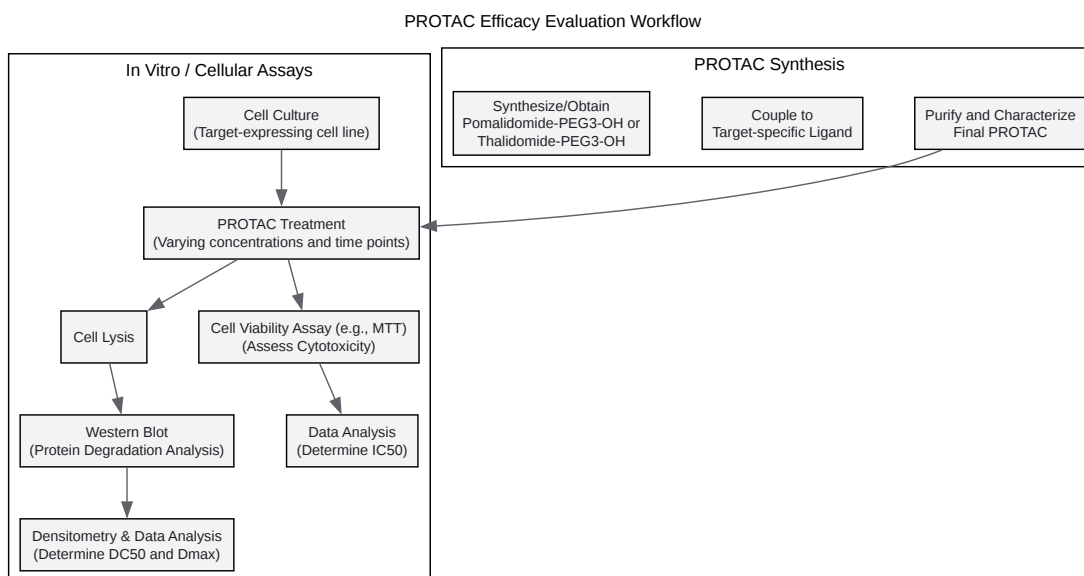 PROTAC Efficacy Evaluation Workflow
In Vitro / Cellular Assays
Cell Culture
(Target-expressing cell line)
PROTAC Treatment
(Varying concentrations and time points)
Cell Lysis
Cell Viability Assay (e.g., MTT)
(Assess Cytotoxicity)
Western Blot
(Protein Degradation Analysis)
Data Analysis
(Determine IC50)
Densitometry & Data Analysis
(Determine DC50 and Dmax)
PROTAC Synthesis
Synthesize/Obtain
Pomalidomide-PEG3-OH or
Thalidomide-PEG3-OH
Couple to
Target-specific Ligand
Purify and Characterize
Final PROTAC